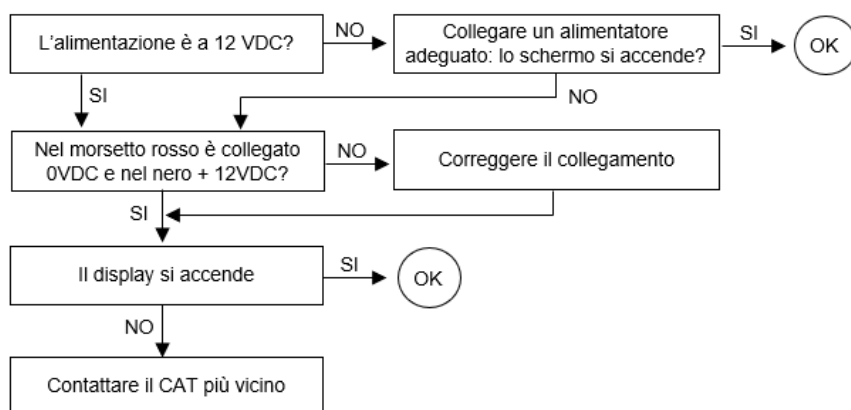 L'alimentazione è a 12 VDC?
NO
Collegare un alimentatore
adeguato: lo schermo si accende?
SI
OK
SI
NO
Nel morsetto rosso è collegato
0VDC e nel nero + 12VDC?
NO
Correggere il collegamento
SI
Il display si accende
SI
OK
NO
Contattare il CAT più vicino